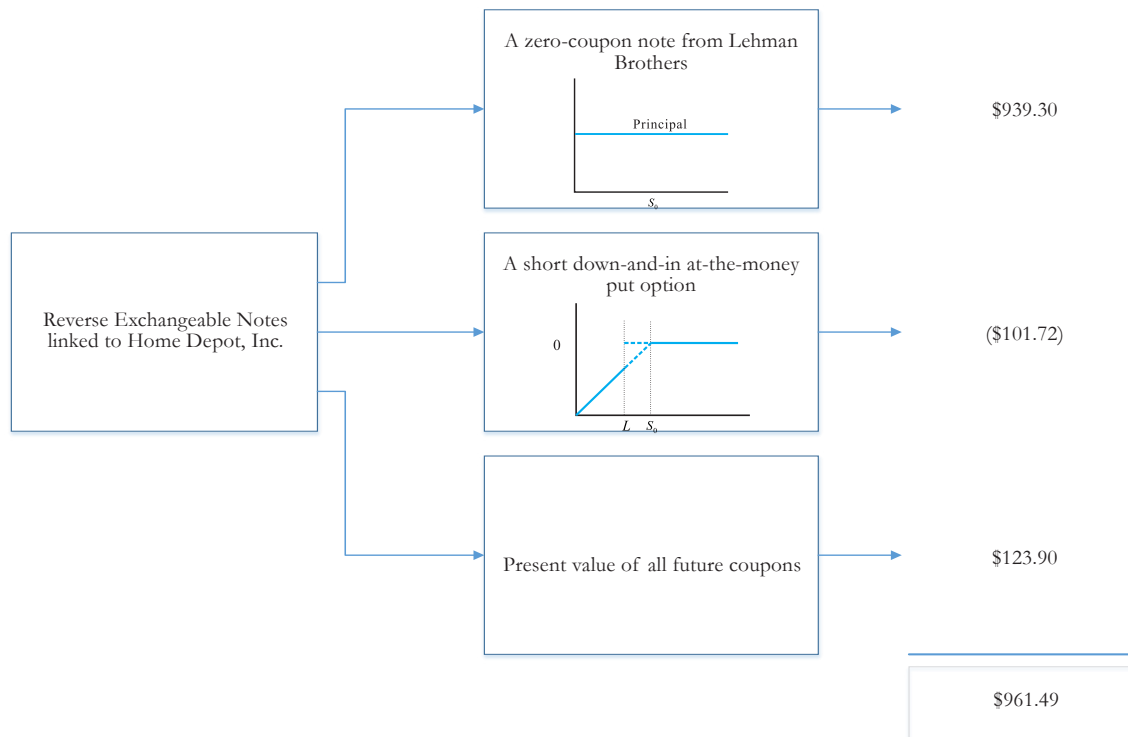 A zero-coupon note from Lehman
Brothers
Principal
S₀
$939.30
Reverse Exchangeable Notes
linked to Home Depot, Inc.
A short down-and-in at-the-money
put option
0
L S₀
($101.72)
Present value of all future coupons
$123.90
$961.49